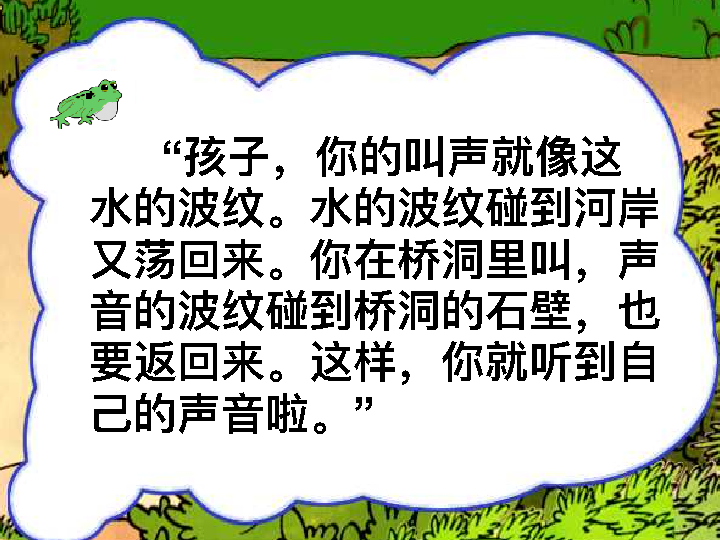 “孩子，你的叫声就像这
水的波纹。水的波纹碰到河岸
又荡回来。你在桥洞里叫，声
音的波纹碰到桥洞的石壁，也
要返回来。这样，你就听到自
己的声音啦。”